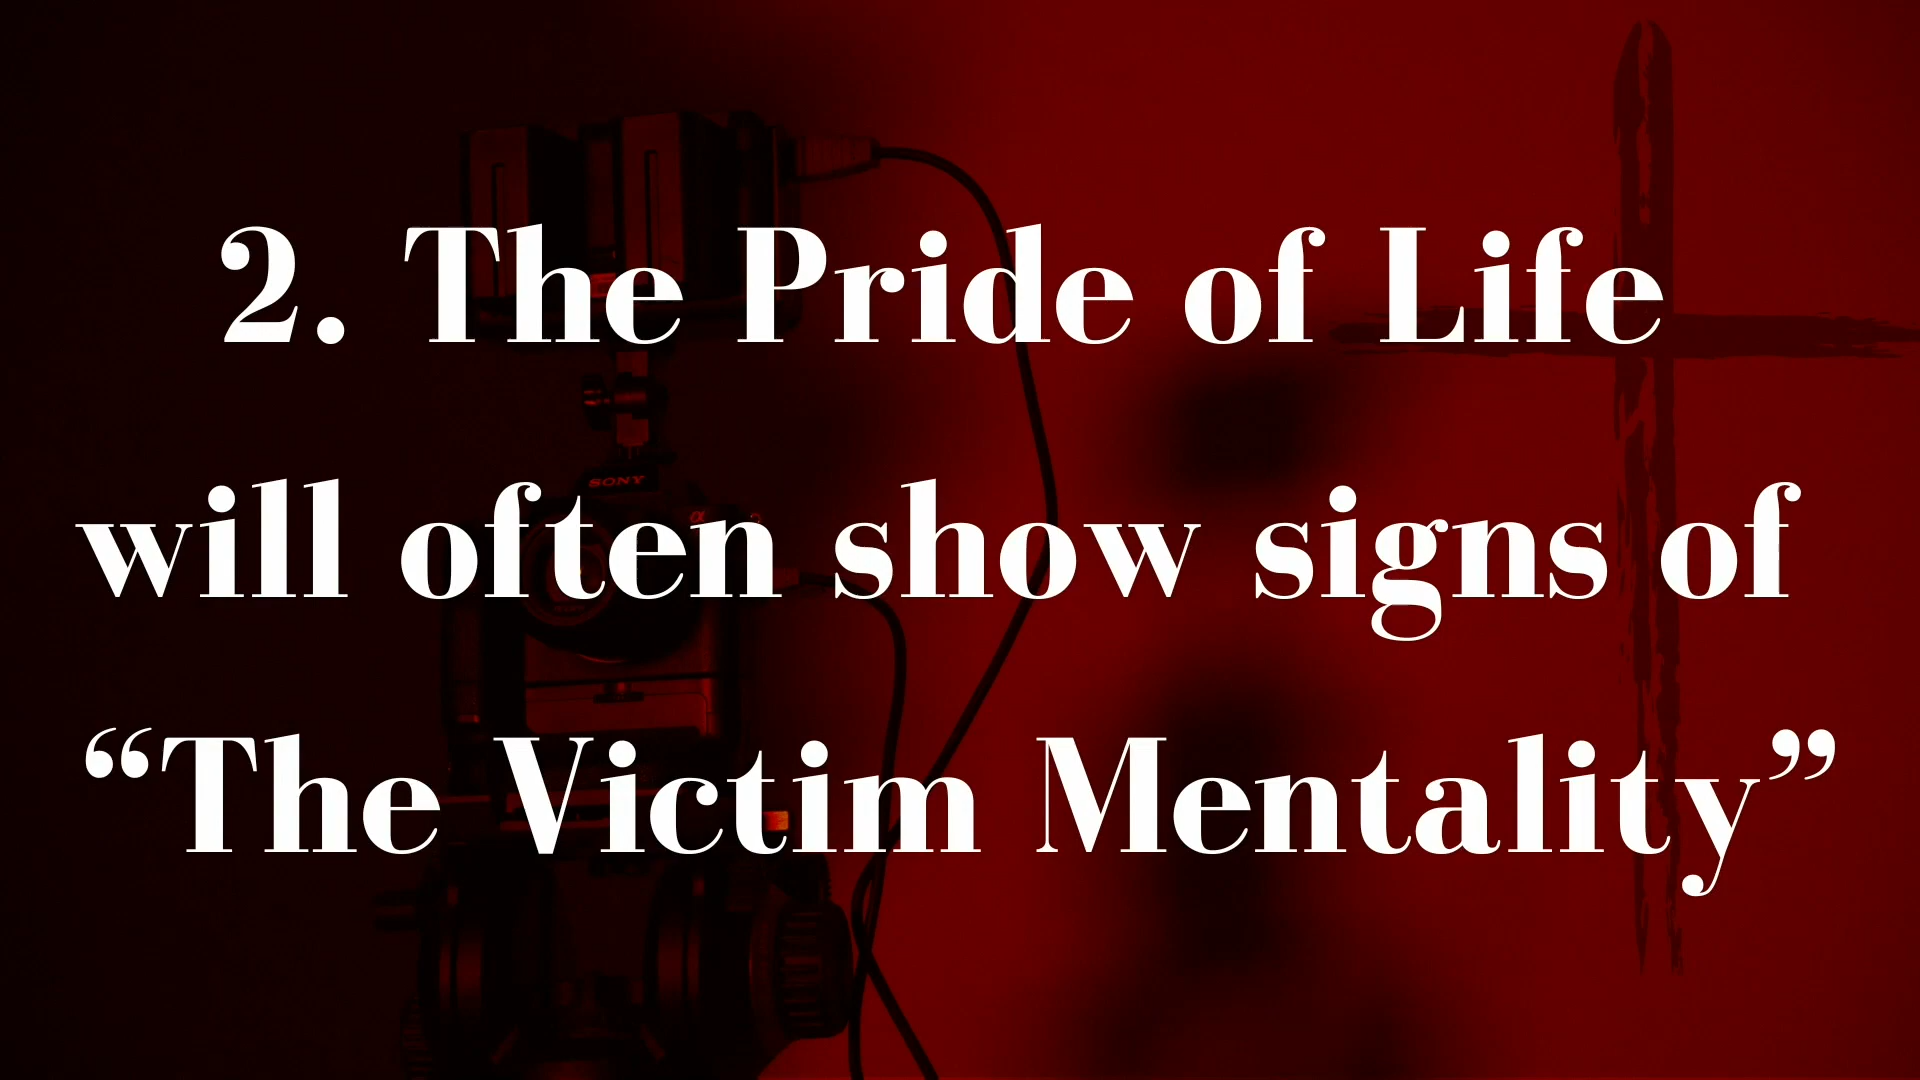 2. The Pride of Life
will often show signs of
“The Victim Mentality”
SONY